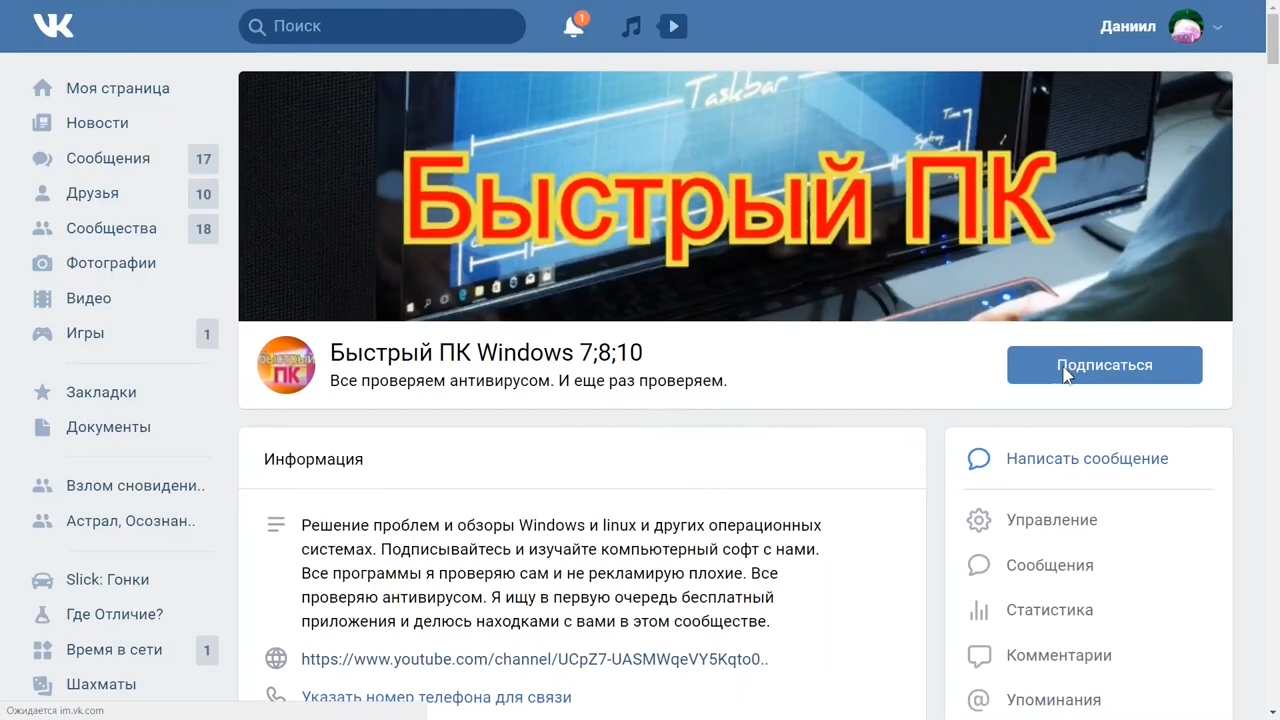 Поиск
1
Даниил
Моя страница
Новости
Сообщения 17
Друзья 10
Сообщества 18
Фотографии
Видео
Игры 1
Закладки
Документы
Взлом сновидени..
Астрал, Осознан..
Slick: Гонки
Где Отличие?
Время в сети 1
Шахматы
Taskbar
Time
Быстрый ПК
БЫСТРЫЙ
ПК
Быстрый ПК Windows 7;8;10
Все проверяем антивирусом. И еще раз проверяем.
Подписаться
Информация
Решение проблем и обзоры Windows и linux и других операционных
системах. Подписывайтесь и изучайте компьютерный софт с нами.
Все программы я проверяю сам и не рекламирую плохие. Все
проверяю антивирусом. Я ищу в первую очередь бесплатный
приложения и делюсь находками с вами в этом сообществе.
https://www.youtube.com/channel/UCpZ7-UASMWqeVY5Kqto0..
Указать номер телефона для связи
Написать сообщение
Управление
Сообщения
Статистика
Комментарии
Упоминания
Ожидается im.vk.com